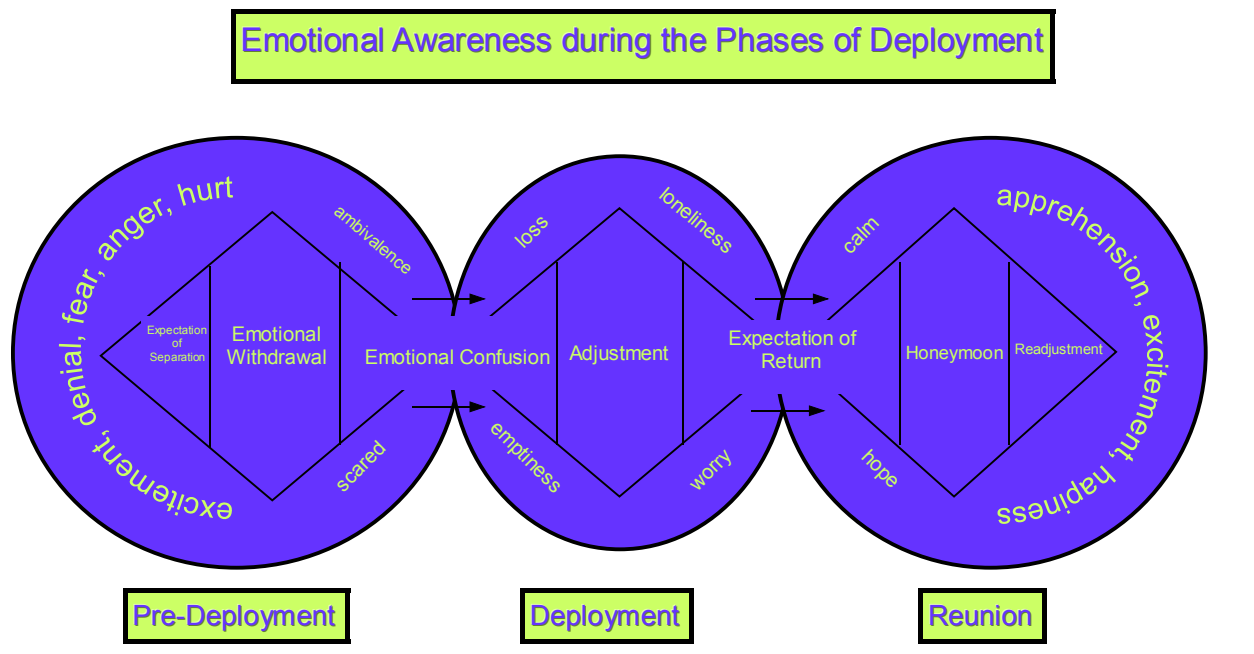 Emotional Awareness during the Phases of Deployment
excitement, denial, fear, anger, hurt
ambivalence
scared
Expectation
of
Separation
Emotional
Withdrawal
Emotional Confusion
loss
loneliness
emptiness
worry
Adjustment
Expectation of
Return
calm
hope
Honeymoon
Readjustment
apprehension, excitement, happiness
Pre-Deployment
Deployment
Reunion